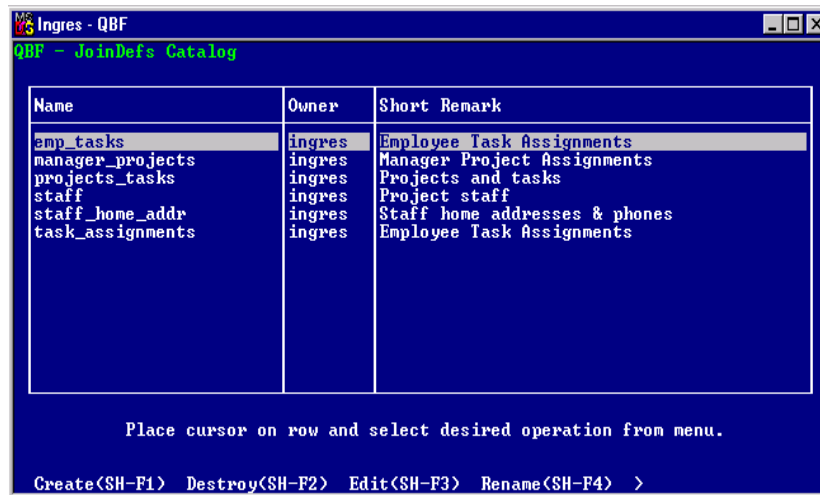 Ingres - QBF
QBF - JoinDefs Catalog
Name Owner Short Remark
emp_tasks ingres Employee Task Assignments
manager_projects ingres Manager Project Assignments
projects_tasks ingres Projects and tasks
staff ingres Project staff
staff_home_addr ingres Staff home addresses & phones
task_assignments ingres Employee Task Assignments
Place cursor on row and select desired operation from menu.
Create(SH-F1) Destroy(SH-F2) Edit(SH-F3) Rename(SH-F4) >